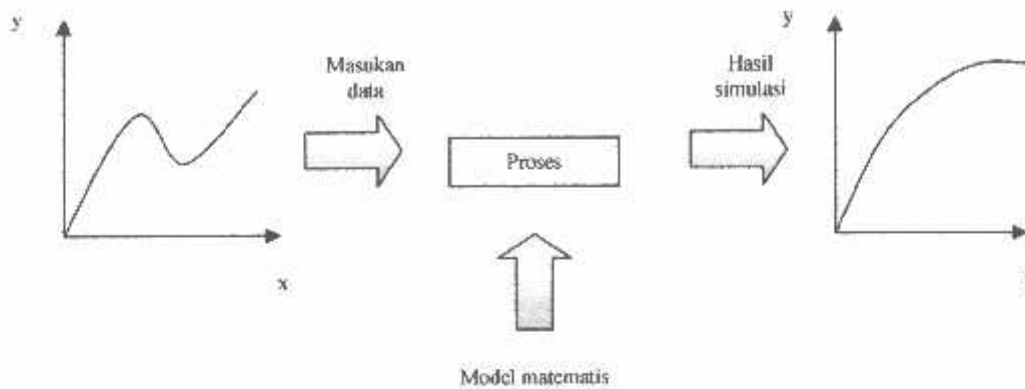 y
Masukan
data
x
Proses
Model matematis
Hasil
simulasi
y